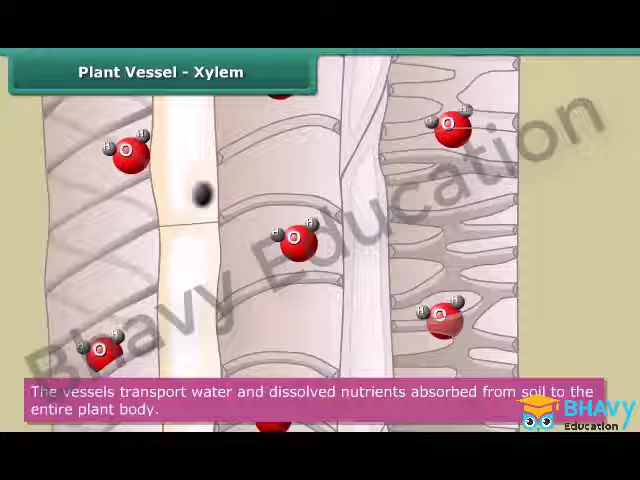 Plant Vessel - Xylem
H O H
H O H
H O H
H O H
H O H
Bhavy Education
The vessels transport water and dissolved nutrients absorbed from soil to the
entire plant body.
BHAVY
Education